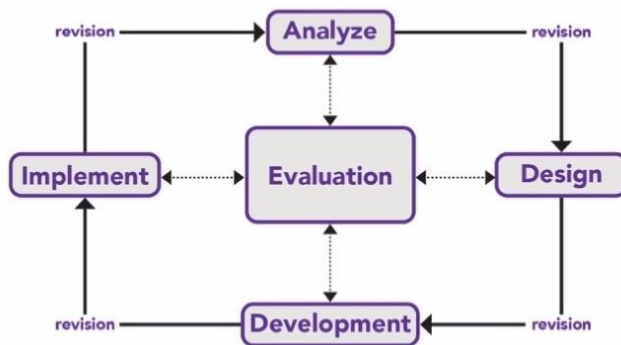 revision
Analyze
revision
Implement
Evaluation
Design
revision
Development
revision